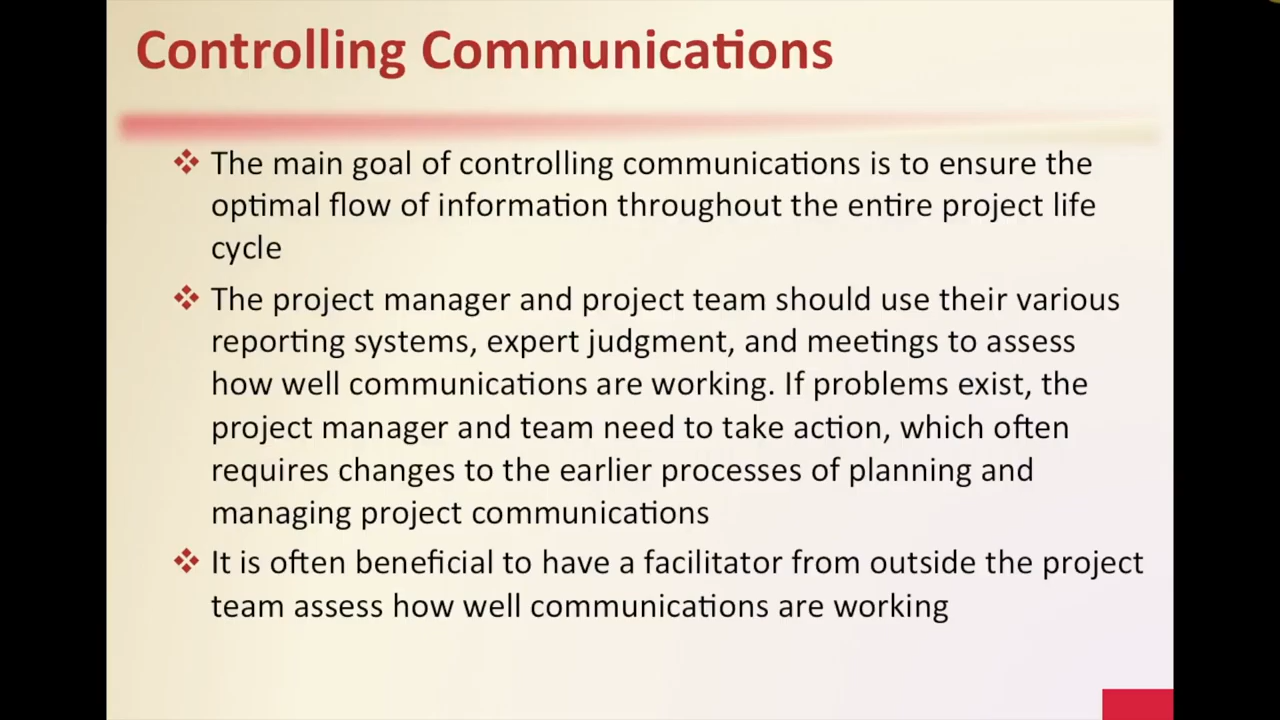 Controlling Communications
❖ The main goal of controlling communications is to ensure the
optimal flow of information throughout the entire project life
cycle
❖ The project manager and project team should use their various
reporting systems, expert judgment, and meetings to assess
how well communications are working. If problems exist, the
project manager and team need to take action, which often
requires changes to the earlier processes of planning and
managing project communications
❖ It is often beneficial to have a facilitator from outside the project
team assess how well communications are working